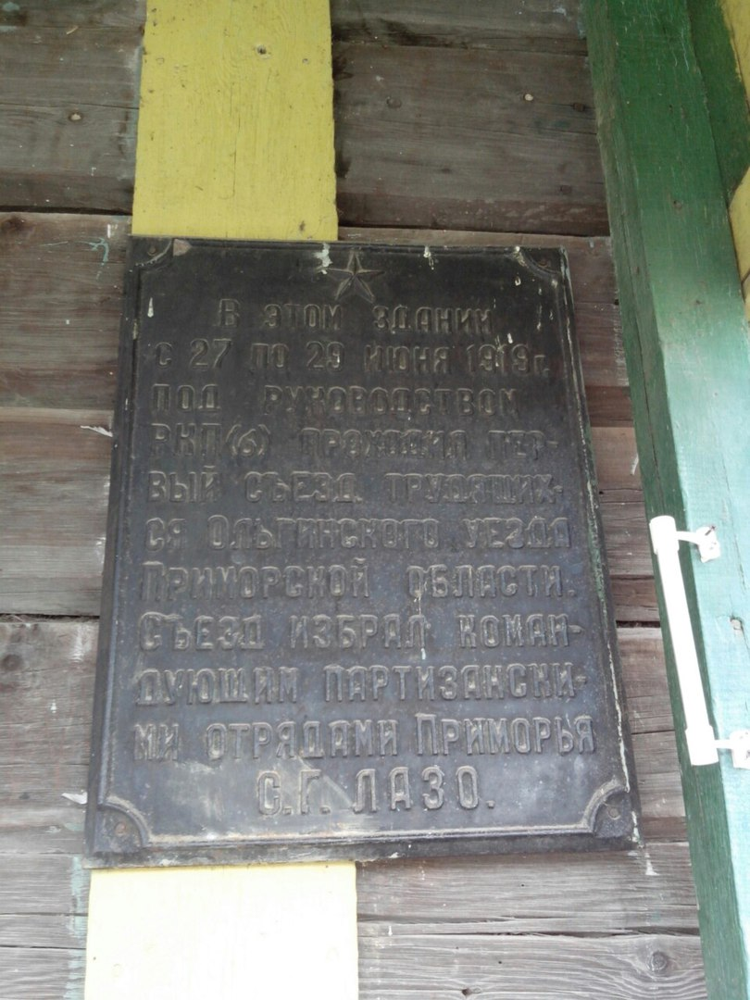 В ЭТОМ ЗДАНИИ
С 27 ПО 29 ИЮНЯ 1919г.
ПОД РУКОВОДСТВОМ
РКП(б) ПРОХОДИЛ ПЕР-
ВЫЙ СЪЕЗД ТРУДЯЩИХ-
СЯ ОЛЬГИНСКОГО УЕЗДА
ПРИМОРСКОЙ ОБЛАСТИ.
СЪЕЗД ИЗБРАЛ КОМАН-
ДУЮЩИМ ПАРТИЗАНСКИ-
МИ ОТРЯДАМИ ПРИМОРЬЯ
С.Г. ЛАЗО.